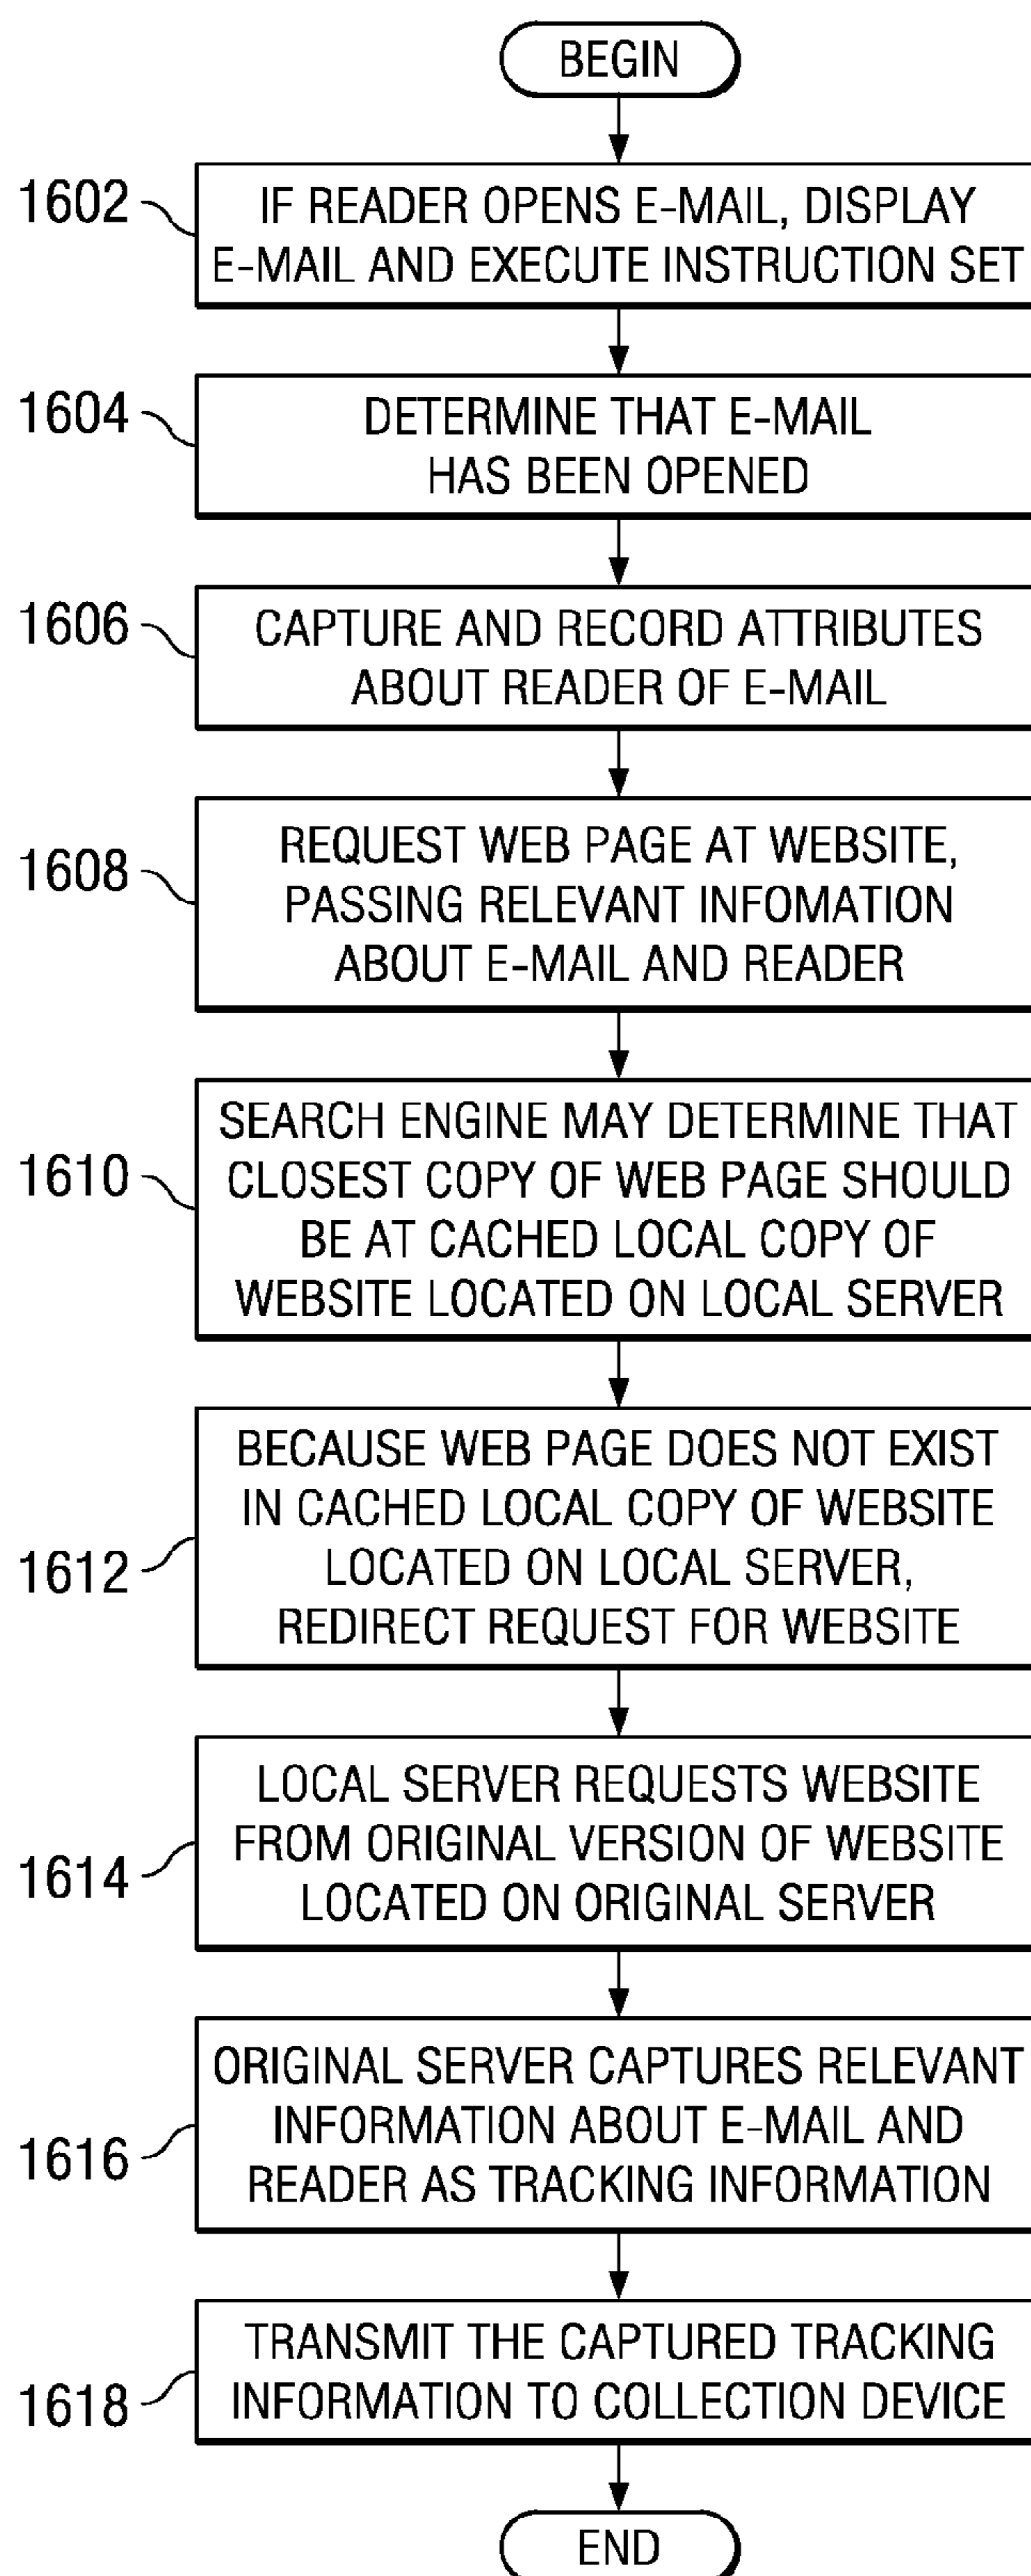 BEGIN
1602
IF READER OPENS E-MAIL, DISPLAY
E-MAIL AND EXECUTE INSTRUCTION SET
1604
DETERMINE THAT E-MAIL
HAS BEEN OPENED
1606
CAPTURE AND RECORD ATTRIBUTES
ABOUT READER OF E-MAIL
1608
REQUEST WEB PAGE AT WEBSITE,
PASSING RELEVANT INFOMATION
ABOUT E-MAIL AND READER
1610
SEARCH ENGINE MAY DETERMINE THAT
CLOSEST COPY OF WEB PAGE SHOULD
BE AT CACHED LOCAL COPY OF
WEBSITE LOCATED ON LOCAL SERVER
1612
BECAUSE WEB PAGE DOES NOT EXIST
IN CACHED LOCAL COPY OF WEBSITE
LOCATED ON LOCAL SERVER,
REDIRECT REQUEST FOR WEBSITE
1614
LOCAL SERVER REQUESTS WEBSITE
FROM ORIGINAL VERSION OF WEBSITE
LOCATED ON ORIGINAL SERVER
1616
ORIGINAL SERVER CAPTURES RELEVANT
INFORMATION ABOUT E-MAIL AND
READER AS TRACKING INFORMATION
1618
TRANSMIT THE CAPTURED TRACKING
INFORMATION TO COLLECTION DEVICE
END